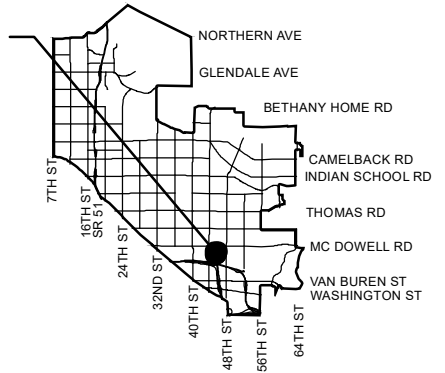 NORTHERN AVE
GLENDALE AVE
BETHANY HOME RD
CAMELBACK RD
INDIAN SCHOOL RD
THOMAS RD
MC DOWELL RD
VAN BUREN ST
WASHINGTON ST
7TH ST
16TH ST
SR 51
24TH ST
32ND ST
40TH ST
48TH ST
56TH ST
64TH ST